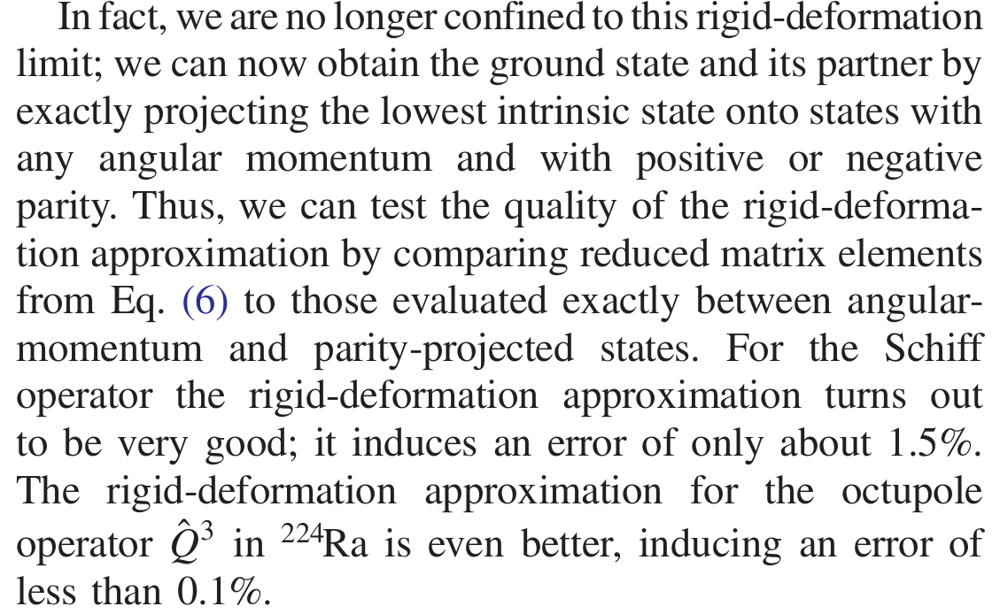 In fact, we are no longer confined to this rigid-deformation
limit; we can now obtain the ground state and its partner by
exactly projecting the lowest intrinsic state onto states with
any angular momentum and with positive or negative
parity. Thus, we can test the quality of the rigid-deforma-
tion approximation by comparing reduced matrix elements
from Eq. (6) to those evaluated exactly between angular-
momentum and parity-projected states. For the Schiff
operator the rigid-deformation approximation turns out
to be very good; it induces an error of only about 1.5%.
The rigid-deformation approximation for the octupole
operator Q̂³ in ²²⁴Ra is even better, inducing an error of
less than 0.1%.